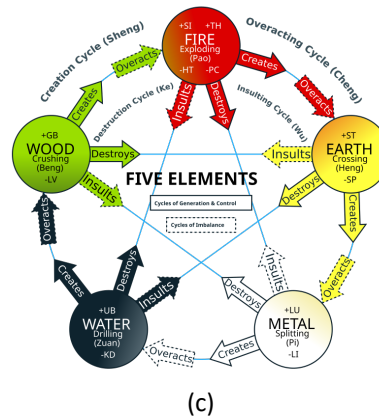 Creation Cycle (Sheng)
Overacting Cycle (Cheng)
Destruction Cycle (Ke)
Insulting Cycle (Wu)
+SI +TH
FIRE
Exploding
(Pao)
-HT -PC
Overacts
Creates
Creates
Overacts
Insults
Destroys
+GB
WOOD
Crushing
(Beng)
-LV
Destroys
Insults
Insults
+ST
EARTH
Crossing
(Heng)
-SP
Destroys
FIVE ELEMENTS
Cycles of Generation & Control
Cycles of Imbalance
Overacts
Creates
Creates
Overacts
Destroys
Insults
Destroys
Insults
+UB
WATER
Drilling
(Zuan)
-KD
+LU
METAL
Splitting
(Pi)
-LI
Overacts
Creates
(c)